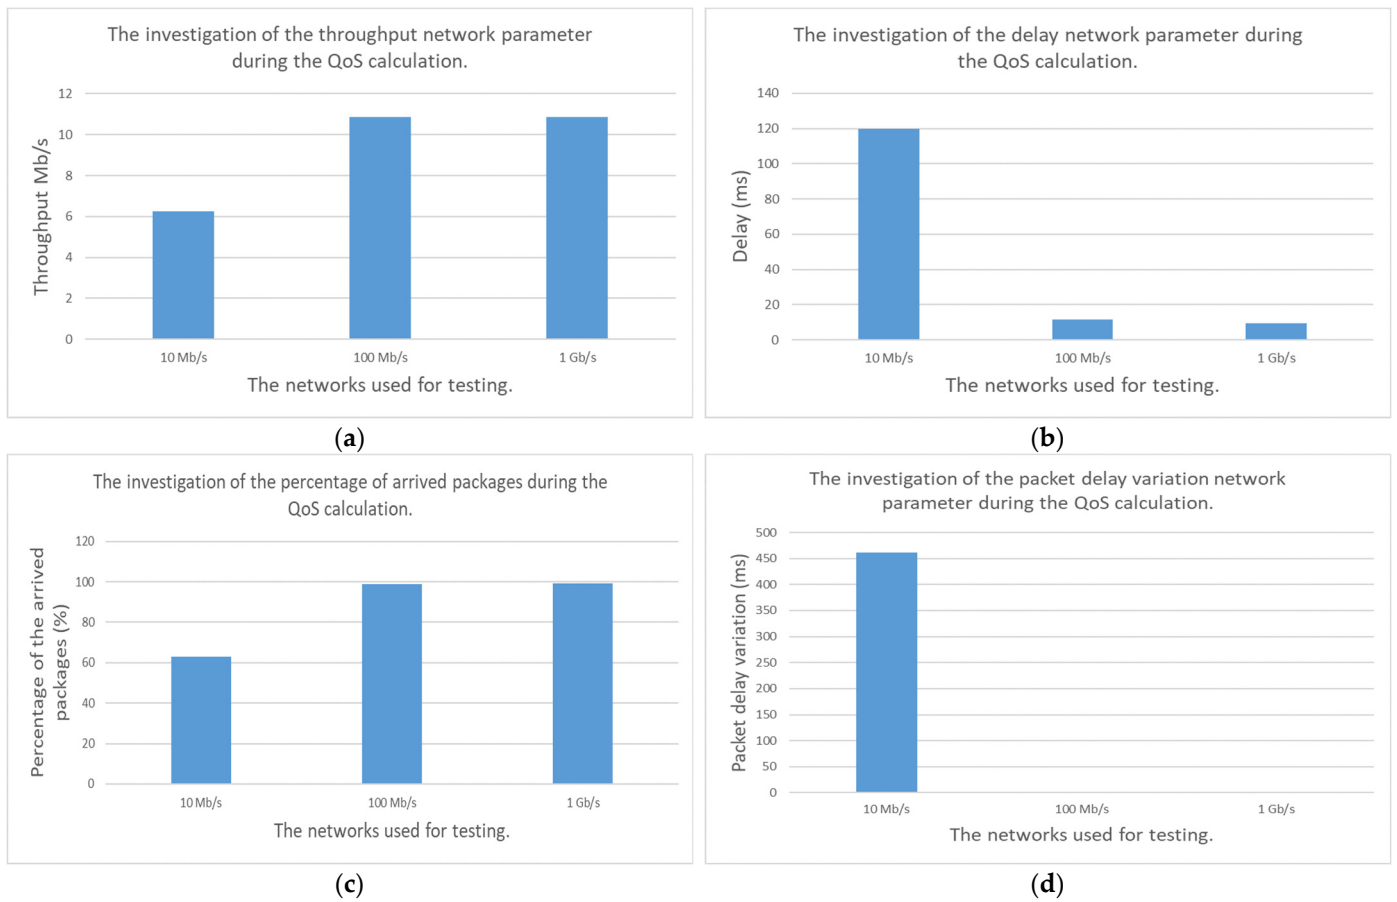 The investigation of the throughput network parameter
during the QoS calculation.
12
10
8
6
4
2
0
Throughput Mb/s
10 Mb/s
100 Mb/s
1 Gb/s
The networks used for testing.
(a)
The investigation of the delay network parameter during
the QoS calculation.
140
120
100
80
60
40
20
0
Delay (ms)
10 Mb/s
100 Mb/s
1 Gb/s
The networks used for testing.
(b)
The investigation of the percentage of arrived packages during the
QoS calculation.
120
100
80
60
40
20
0
Percentage of the arrived
packages (%)
10 Mb/s
100 Mb/s
1 Gb/s
The networks used for testing.
(c)
The investigation of the packet delay variation network
parameter during the QoS calculation.
500
450
400
350
300
250
200
150
100
50
0
Packet delay variation (ms)
10 Mb/s
100 Mb/s
1 Gb/s
The networks used for testing.
(d)